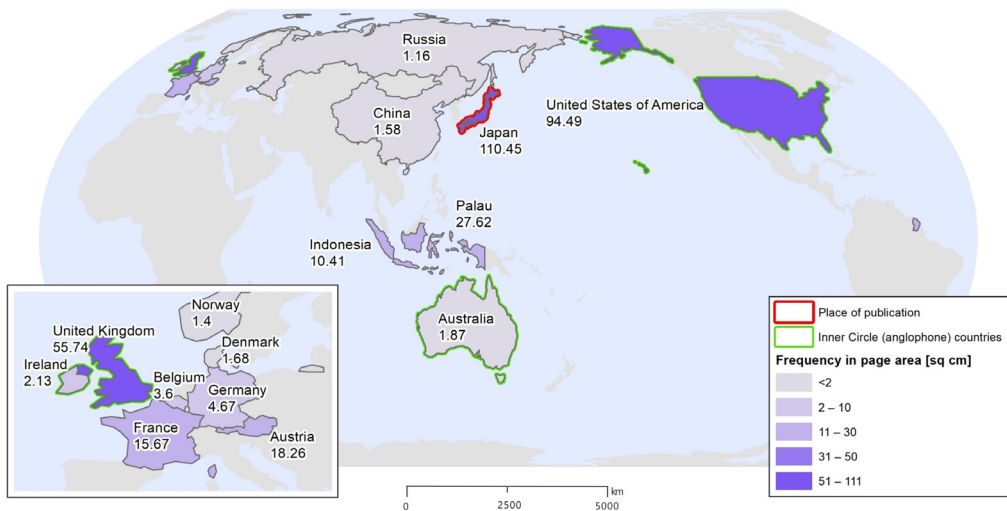 Russia
1.16
China
1.58
Japan
110.45
United States of America
94.49
Palau
27.62
Indonesia
10.41
Australia
1.87
Norway
1.4
United Kingdom
55.74
Denmark
1.68
Ireland
2.13
Belgium
3.6
Germany
4.67
France
15.67
Austria
18.26
Place of publication
Inner Circle (anglophone) countries
Frequency in page area [sq cm]
<2
2 – 10
11 – 30
31 – 50
51 – 111
km
0 2500 5000